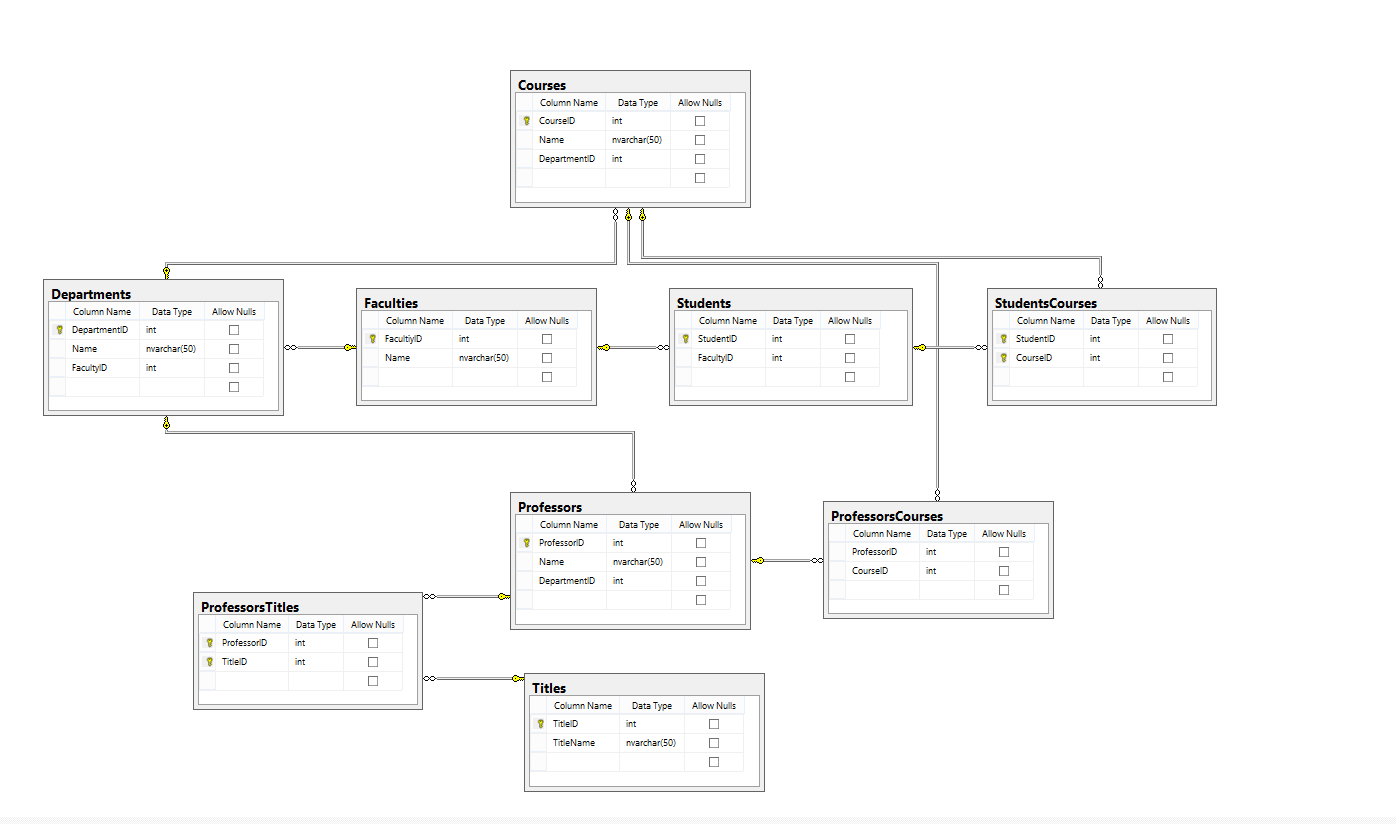 Courses
Column Name Data Type Allow Nulls
CourseID int
Name nvarchar(50)
DepartmentID int
Departments
Column Name Data Type Allow Nulls
DepartmentID int
Name nvarchar(50)
FacultyID int
Faculties
Column Name Data Type Allow Nulls
FacultiyID int
Name nvarchar(50)
Students
Column Name Data Type Allow Nulls
StudentID int
FacultyID int
StudentsCourses
Column Name Data Type Allow Nulls
StudentID int
CourseID int
Professors
Column Name Data Type Allow Nulls
ProfessorID int
Name nvarchar(50)
DepartmentID int
ProfessorsCourses
Column Name Data Type Allow Nulls
ProfessorID int
CourseID int
ProfessorsTitles
Column Name Data Type Allow Nulls
ProfessorID int
TitleID int
Titles
Column Name Data Type Allow Nulls
TitleID int
TitleName nvarchar(50)